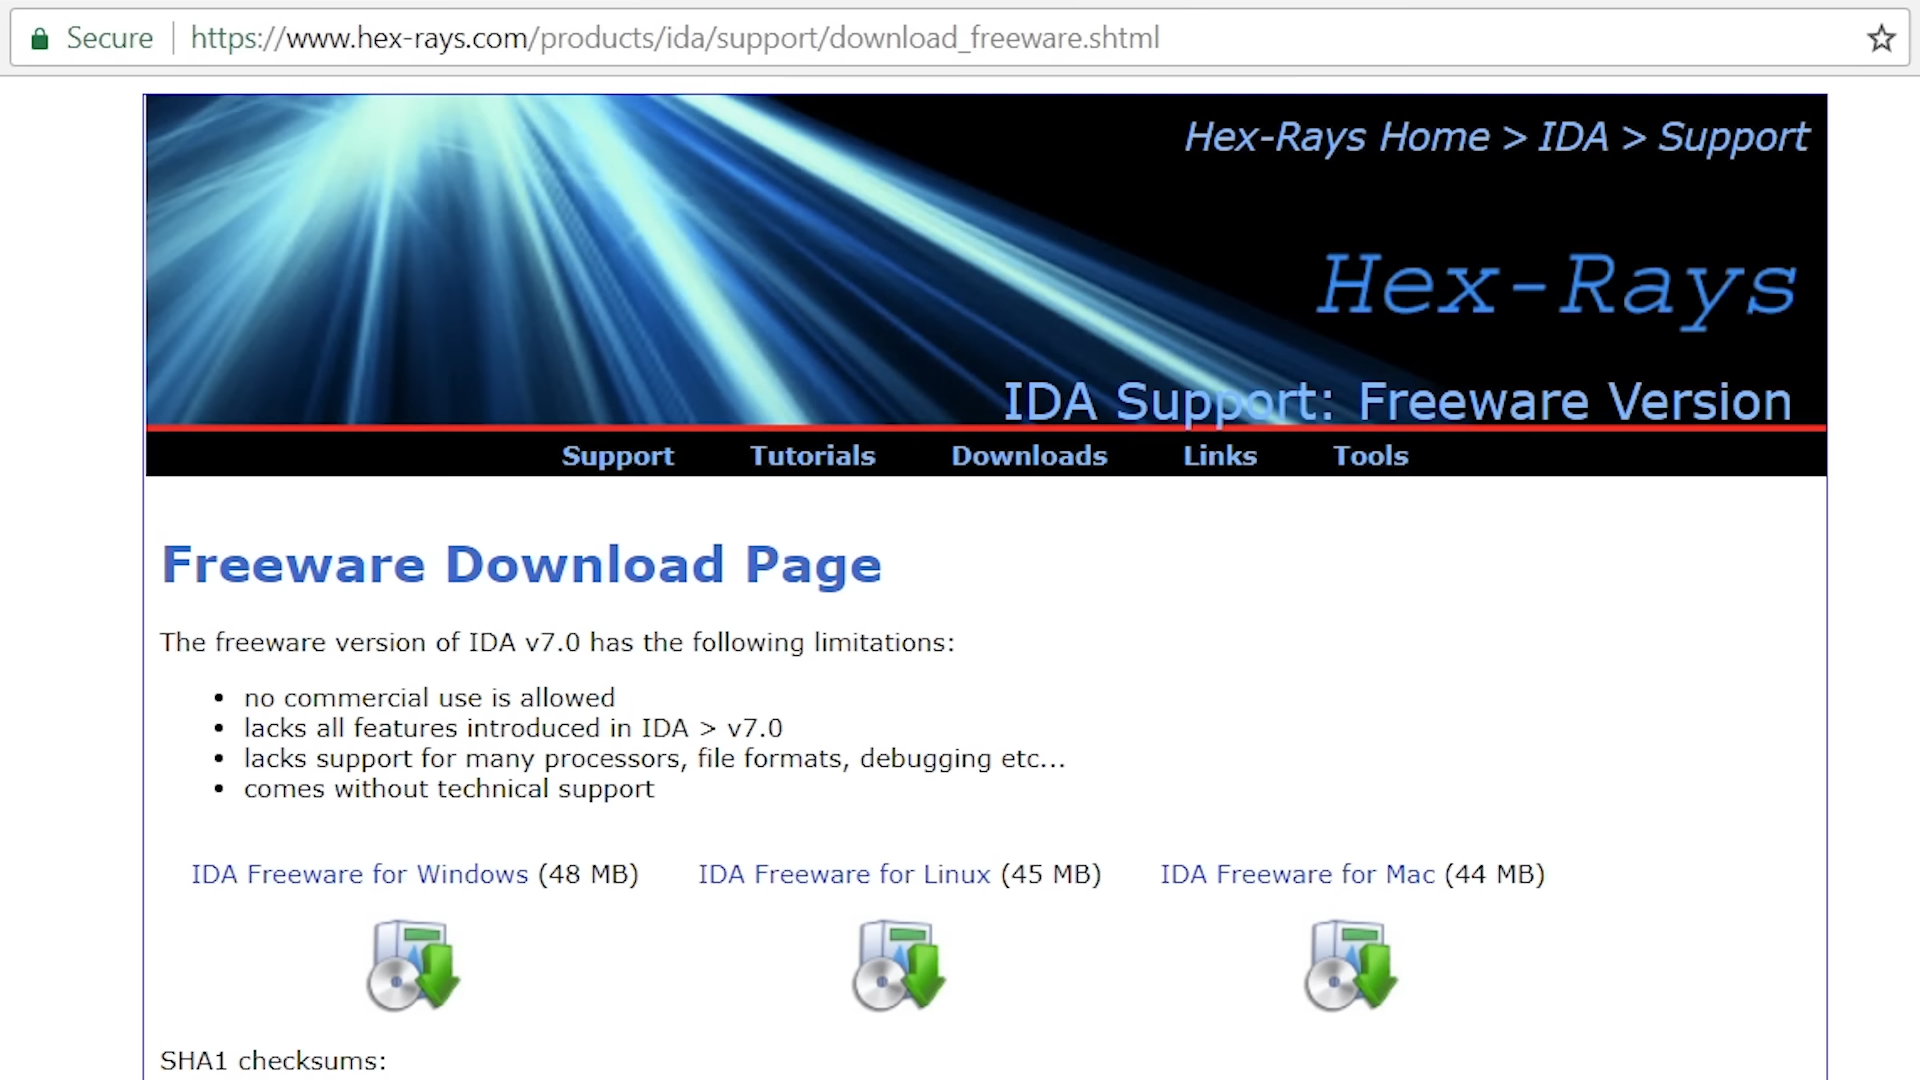 Secure https://www.hex-rays.com/products/ida/support/download_freeware.shtml
Hex-Rays Home > IDA > Support
Hex-Rays
IDA Support: Freeware Version
Support Tutorials Downloads Links Tools
Freeware Download Page
The freeware version of IDA v7.0 has the following limitations:
• no commercial use is allowed
• lacks all features introduced in IDA > v7.0
• lacks support for many processors, file formats, debugging etc...
• comes without technical support
IDA Freeware for Windows (48 MB) IDA Freeware for Linux (45 MB) IDA Freeware for Mac (44 MB)
SHA1 checksums: